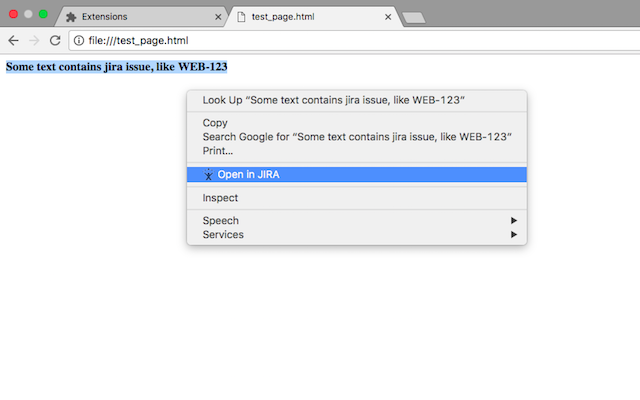 Extensions
test_page.html
file:///test_page.html
Some text contains jira issue, like WEB-123
Look Up “Some text contains jira issue, like WEB-123”
Copy
Search Google for “Some text contains jira issue, like WEB-123”
Print...
Open in JIRA
Inspect
Speech
Services